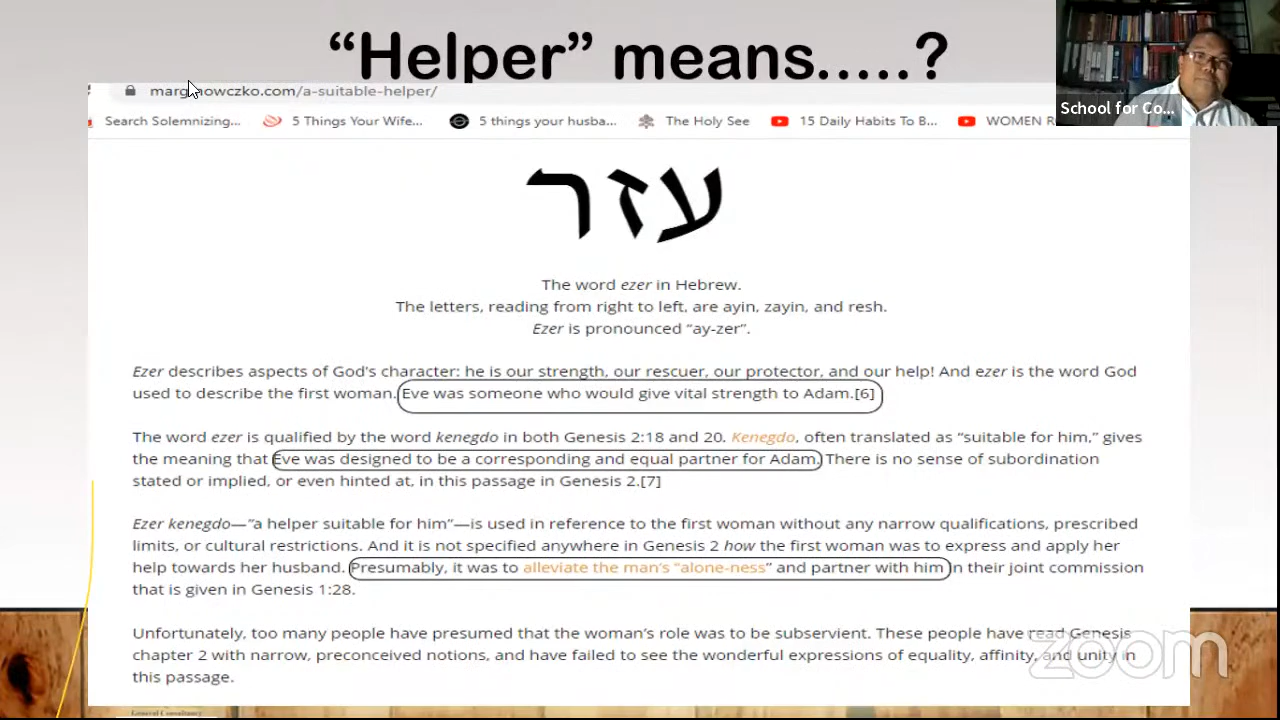 “Helper” means.....?
margmowczko.com/a-suitable-helper/
School for Co...
Search Solemnizing... 5 Things Your Wife... 5 things your husba... The Holy See 15 Daily Habits To B... WOMEN R
עזר
The word ezer in Hebrew.
The letters, reading from right to left, are ayin, zayin, and resh.
Ezer is pronounced “ay-zer”.
Ezer describes aspects of God's character: he is our strength, our rescuer, our protector, and our help! And ezer is the word God
used to describe the first woman. Eve was someone who would give vital strength to Adam.[6]
The word ezer is qualified by the word kenegdo in both Genesis 2:18 and 20. Kenegdo, often translated as “suitable for him,” gives
the meaning that Eve was designed to be a corresponding and equal partner for Adam. There is no sense of subordination
stated or implied, or even hinted at, in this passage in Genesis 2.[7]
Ezer kenegdo—”a helper suitable for him”—is used in reference to the first woman without any narrow qualifications, prescribed
limits, or cultural restrictions. And it is not specified anywhere in Genesis 2 how the first woman was to express and apply her
help towards her husband. Presumably, it was to alleviate the man’s “alone-ness” and partner with him in their joint commission
that is given in Genesis 1:28.
Unfortunately, too many people have presumed that the woman’s role was to be subservient. These people have read Genesis
chapter 2 with narrow, preconceived notions, and have failed to see the wonderful expressions of equality, affinity, and unity in
this passage.
zoom
General Consultancy